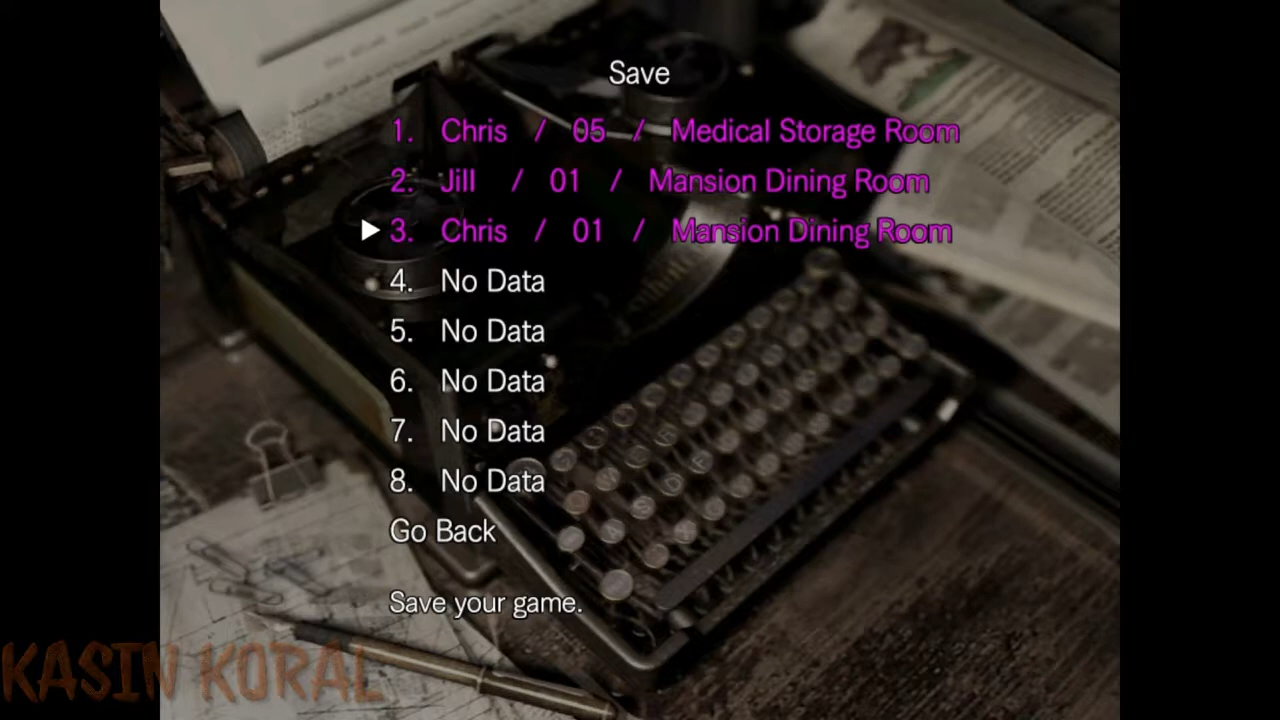 Save
1. Chris / 05 / Medical Storage Room
2. Jill / 01 / Mansion Dining Room
3. Chris / 01 / Mansion Dining Room
4. No Data
5. No Data
6. No Data
7. No Data
8. No Data
Go Back
Save your game.
KASIN KORAL